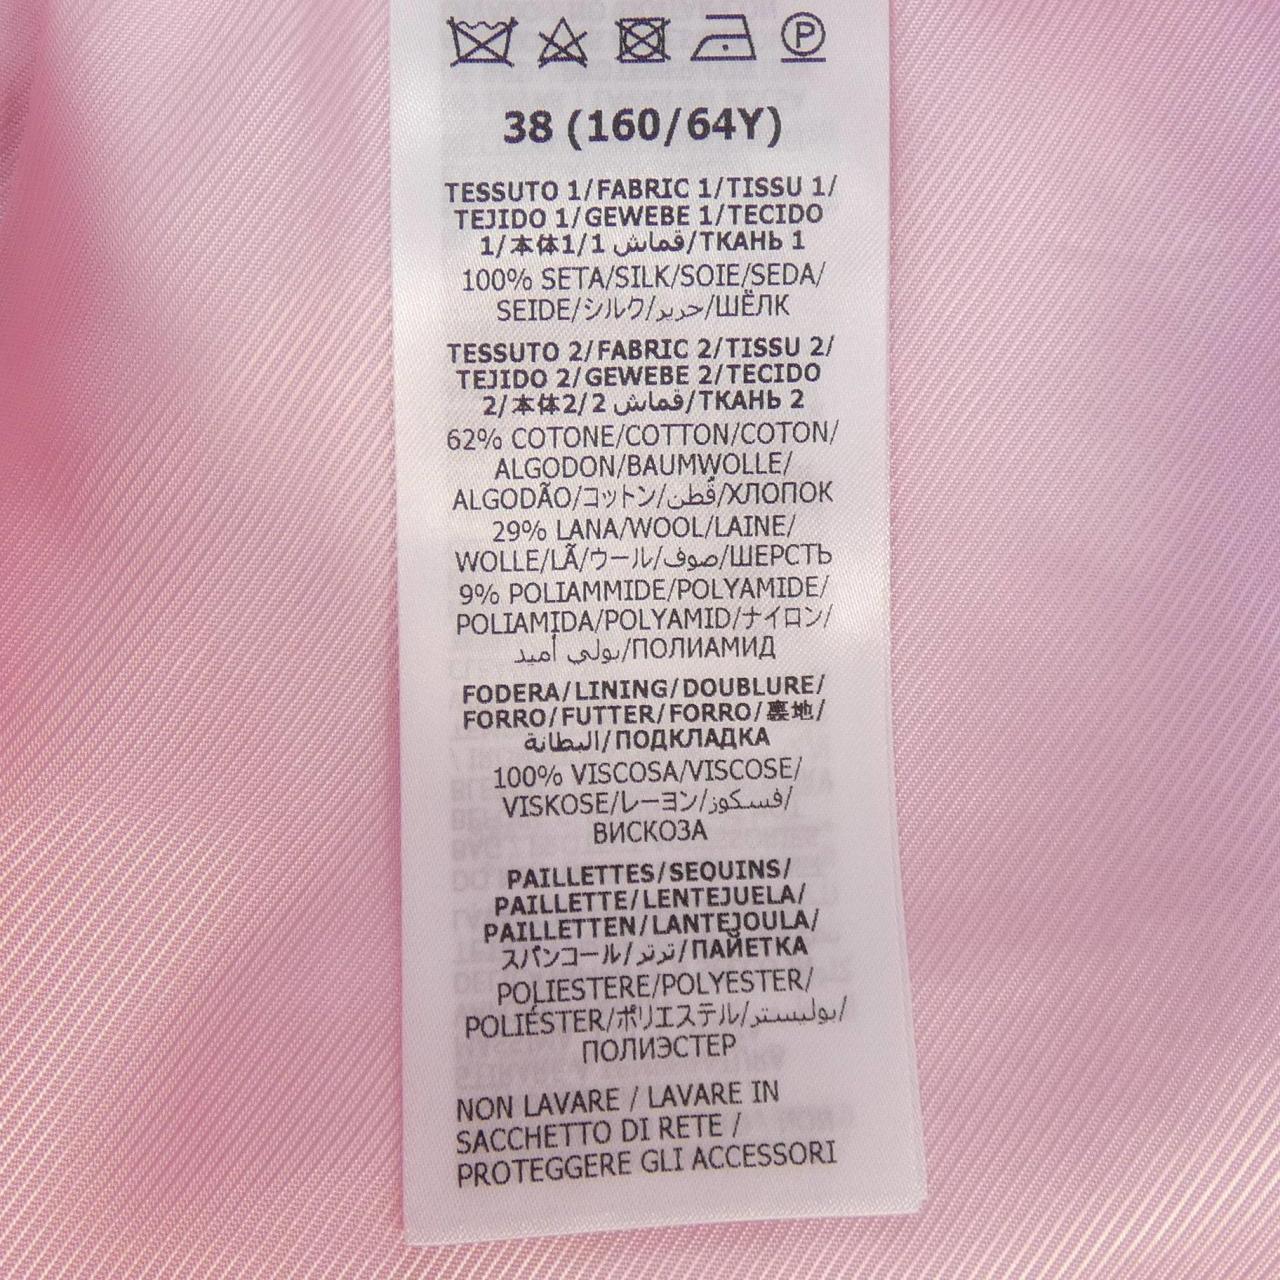 38 (160/64Y)
TESSUTO 1/FABRIC 1/TISSU 1/
TEJIDO 1/GEWEBE 1/TECIDO
1/本体1/1 قماش/ТКАНЬ 1
100% SETA/SILK/SOIE/SEDA/
SEIDE/シルク/حرير/ШЁЛК
TESSUTO 2/FABRIC 2/TISSU 2/
TEJIDO 2/GEWEBE 2/TECIDO
2/本体2/2 قماش/ТКАНЬ 2
62% COTONE/COTTON/COTON/
ALGODON/BAUMWOLLE/
ALGODÃO/コットン/قُطن/ХЛОПОК
29% LANA/WOOL/LAINE/
WOLLE/LÃ/ウール/صوف/ШЕРСТЬ
9% POLIAMMIDE/POLYAMIDE/
POLIAMIDA/POLYAMID/ナイロン/
بولي أميد/ПОЛИАМИД
FODERA/LINING/DOUBLURE/
FORRO/FUTTER/FORRO/裏地/
البطانة/ПОДКЛАДКА
100% VISCOSA/VISCOSE/
VISKOSE/レーヨン/فسكوز/
ВИСКОЗА
PAILLETTES/SEQUINS/
PAILLETTE/LENTEJUELA/
PAILLETTEN/LANTEJOULA/
スパンコール/ترتر/ПАЙЕТКА
POLIESTERE/POLYESTER/
POLIÉSTER/ポリエステル/بوليستر/
ПОЛИЭСТЕР
NON LAVARE / LAVARE IN
SACCHETTO DI RETE /
PROTEGGERE GLI ACCESSORI